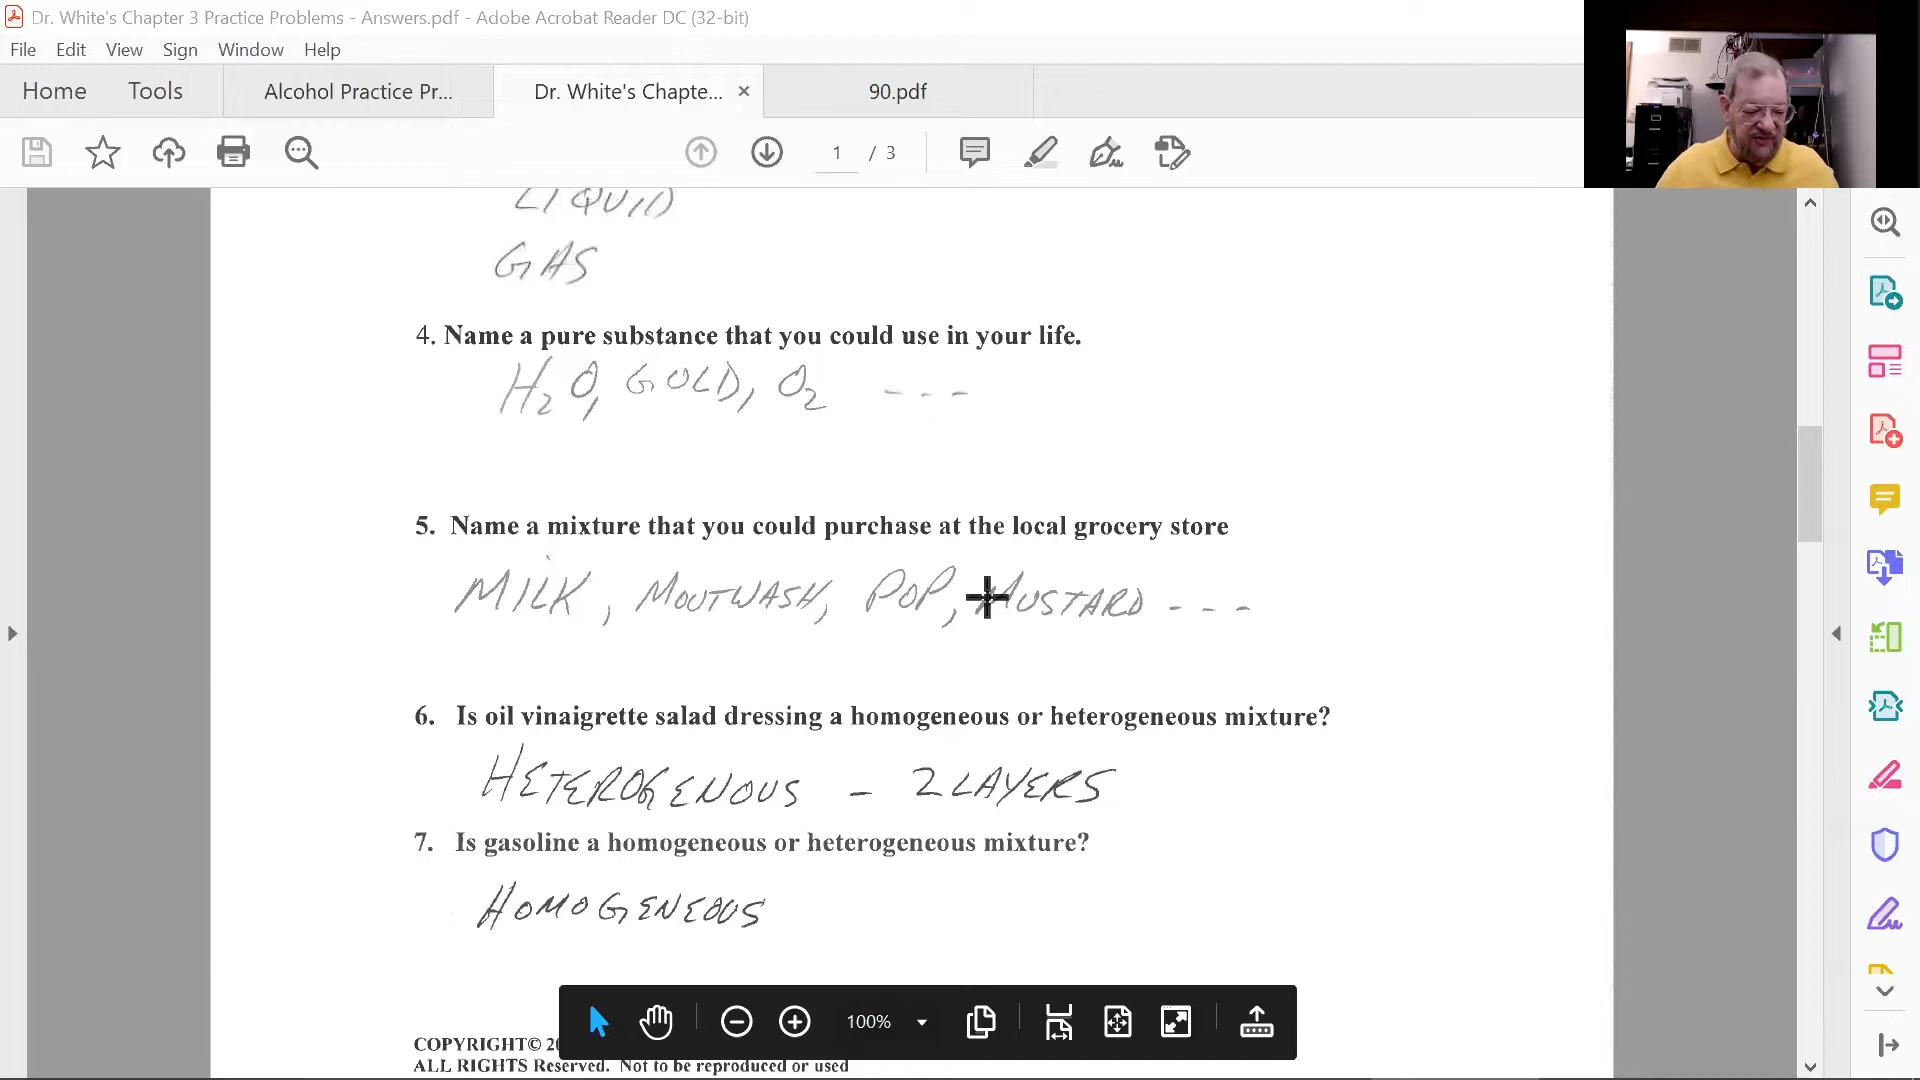 Dr. White's Chapter 3 Practice Problems - Answers.pdf - Adobe Acrobat Reader DC (32-bit)
File Edit View Sign Window Help
Home Tools Alcohol Practice Pr... Dr. White's Chapte... × 90.pdf
1 / 3
LIQUID
GAS
4. Name a pure substance that you could use in your life.
H2O, GOLD, O2 ---
5. Name a mixture that you could purchase at the local grocery store
MILK, MOUTWASH, POP, MUSTARD ---
6. Is oil vinaigrette salad dressing a homogeneous or heterogeneous mixture?
HETEROGENOUS - 2 LAYERS
7. Is gasoline a homogeneous or heterogeneous mixture?
HOMOGENEOUS
100%
COPYRIGHT© 20
ALL RIGHTS Reserved. Not to be reproduced or used